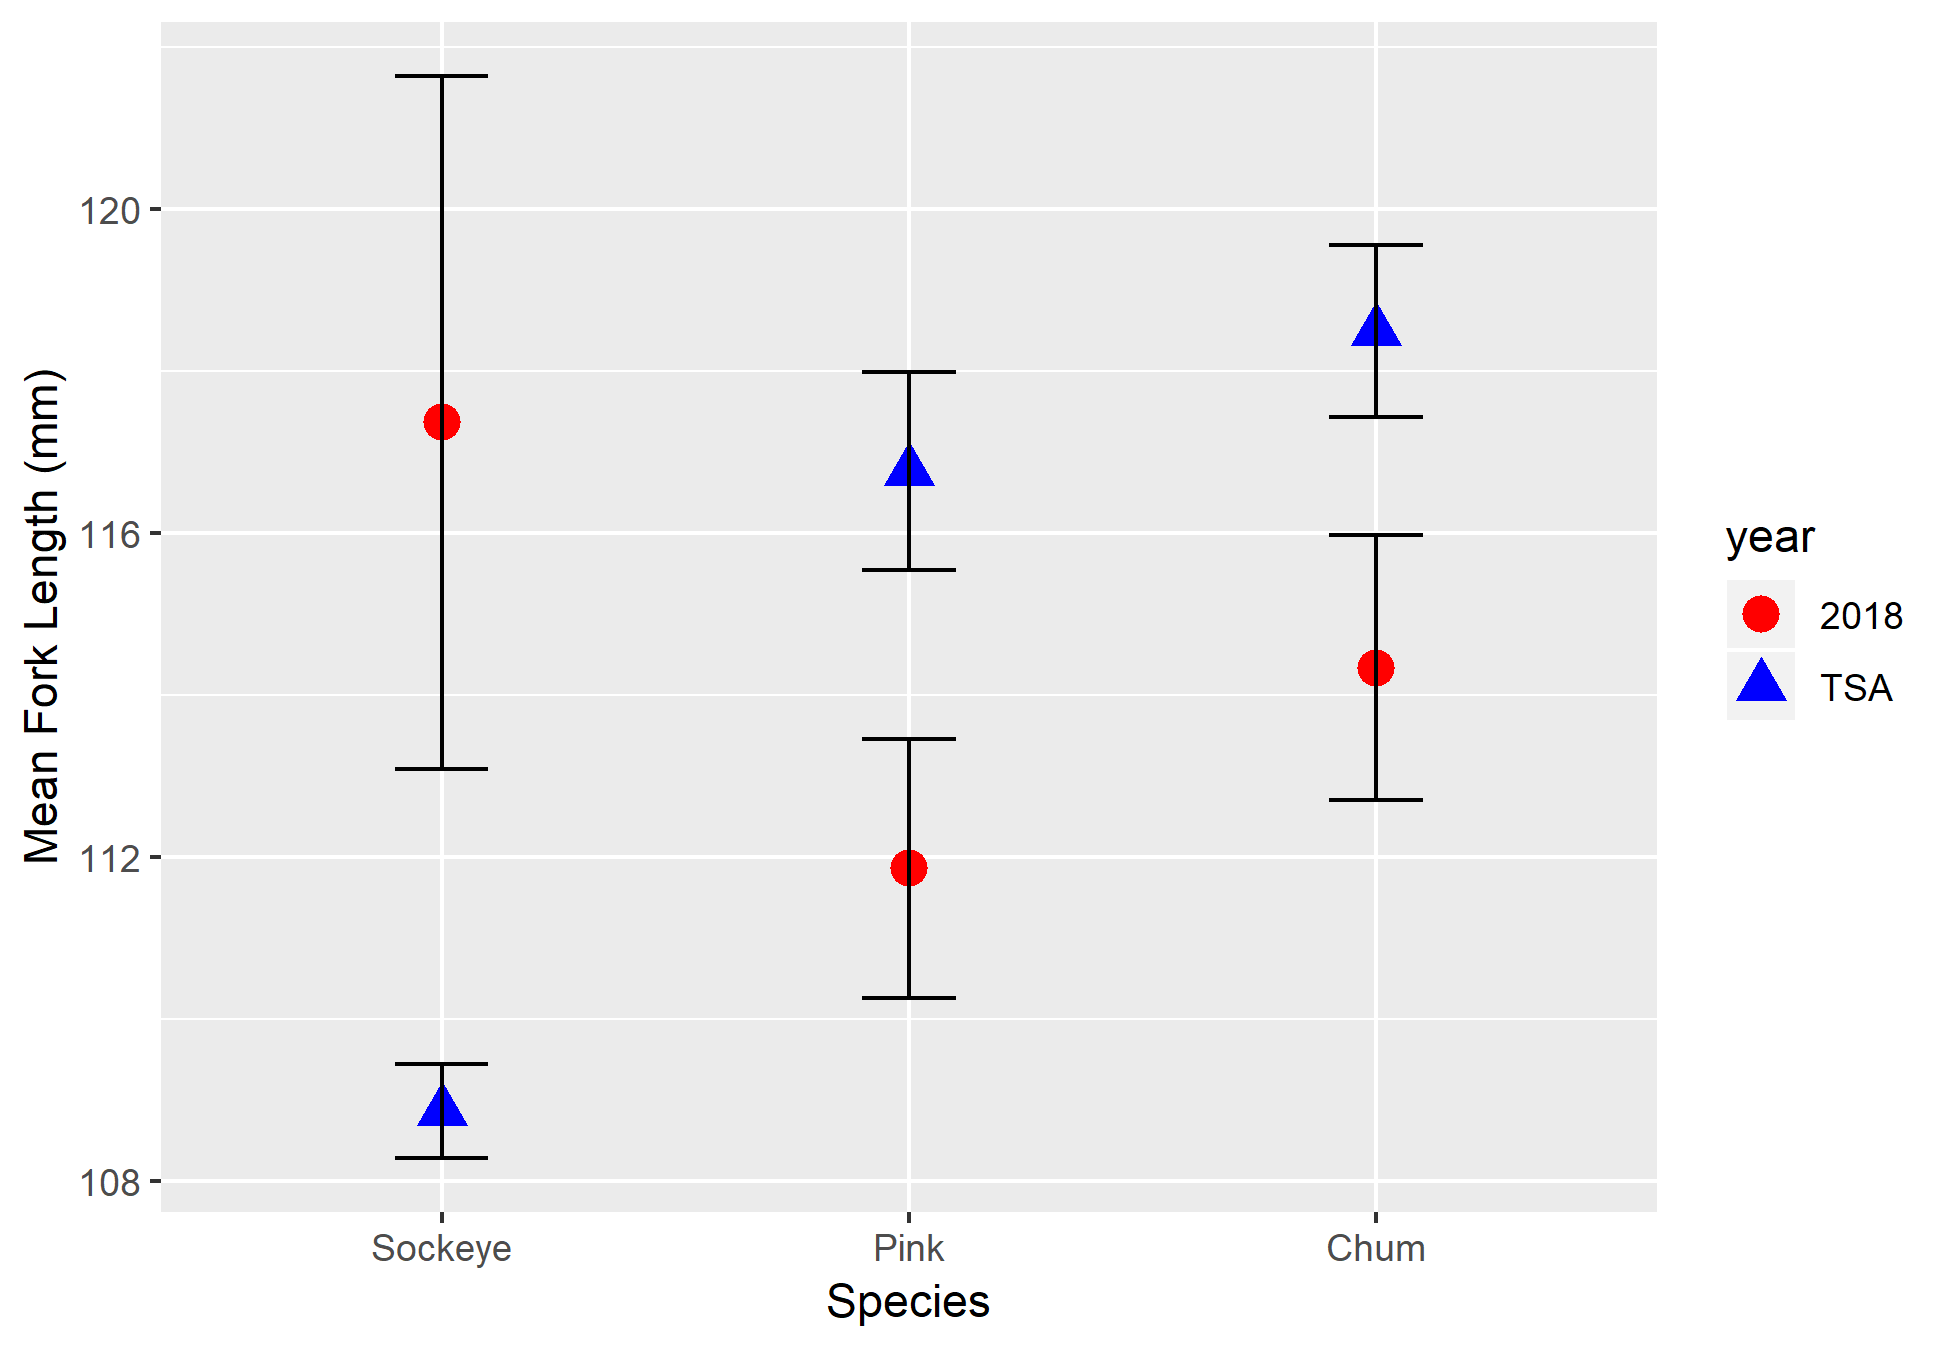 Mean Fork Length (mm)
120
116
112
108
Sockeye Pink Chum
Species
year
2018
TSA